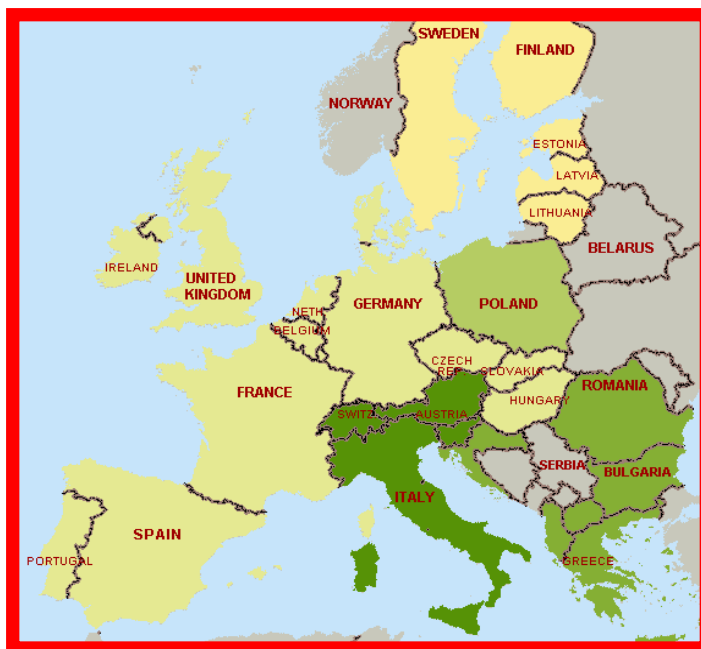 SWEDEN
FINLAND
NORWAY
ESTONIA
LATVIA
LITHUANIA
BELARUS
IRELAND
UNITED
KINGDOM
NETH
BELGIUM
GERMANY
POLAND
CZECH
REP
SLOVAKIA
FRANCE
HUNGARY
ROMANIA
SWITZ
AUSTRIA
SERBIA
BULGARIA
ITALY
SPAIN
PORTUGAL
GREECE